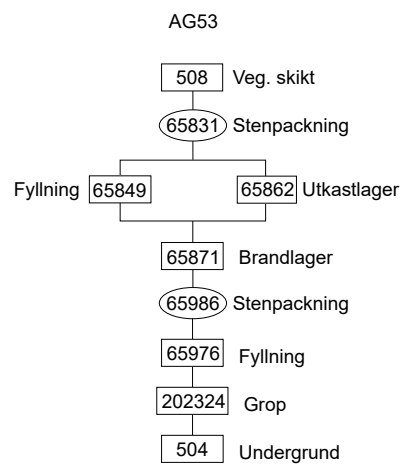 AG53
508 Veg. skikt
65831 Stenpackning
Fyllning 65849 65862 Utkastlager
65871 Brandlager
65986 Stenpackning
65976 Fyllning
202324 Grop
504 Undergrund